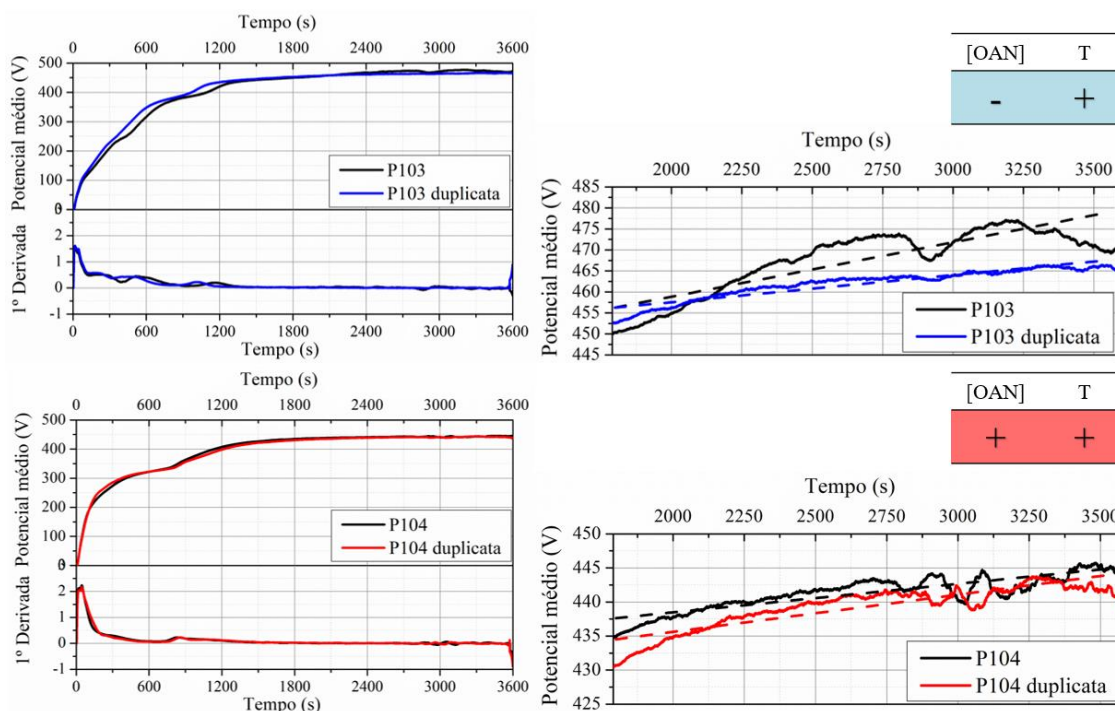 Tempo (s)
0 600 1200 1800 2400 3000 3600
500
400
300
200
100
0
Potencial médio (V)
P103
P103 duplicata
2
1
0
-1
1º Derivada
0 600 1200 1800 2400 3000 3600
Tempo (s)
[OAN] T
- +
Tempo (s)
2000 2250 2500 2750 3000 3250 3500
485
480
475
470
465
460
455
450
445
Potencial médio (V)
P103
P103 duplicata
Tempo (s)
0 600 1200 1800 2400 3000 3600
500
400
300
200
100
0
Potencial médio (V)
P104
P104 duplicata
2
1
0
-1
1º Derivada
0 600 1200 1800 2400 3000 3600
Tempo (s)
[OAN] T
+ +
Tempo (s)
2000 2250 2500 2750 3000 3250 3500
450
445
440
435
430
425
Potencial médio (V)
P104
P104 duplicata